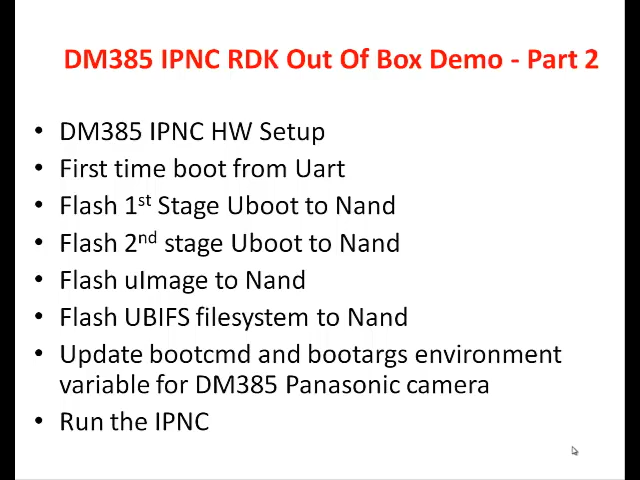 DM385 IPNC RDK Out Of Box Demo - Part 2
• DM385 IPNC HW Setup
• First time boot from Uart
• Flash 1st Stage Uboot to Nand
• Flash 2nd stage Uboot to Nand
• Flash uImage to Nand
• Flash UBIFS filesystem to Nand
• Update bootcmd and bootargs environment
variable for DM385 Panasonic camera
• Run the IPNC